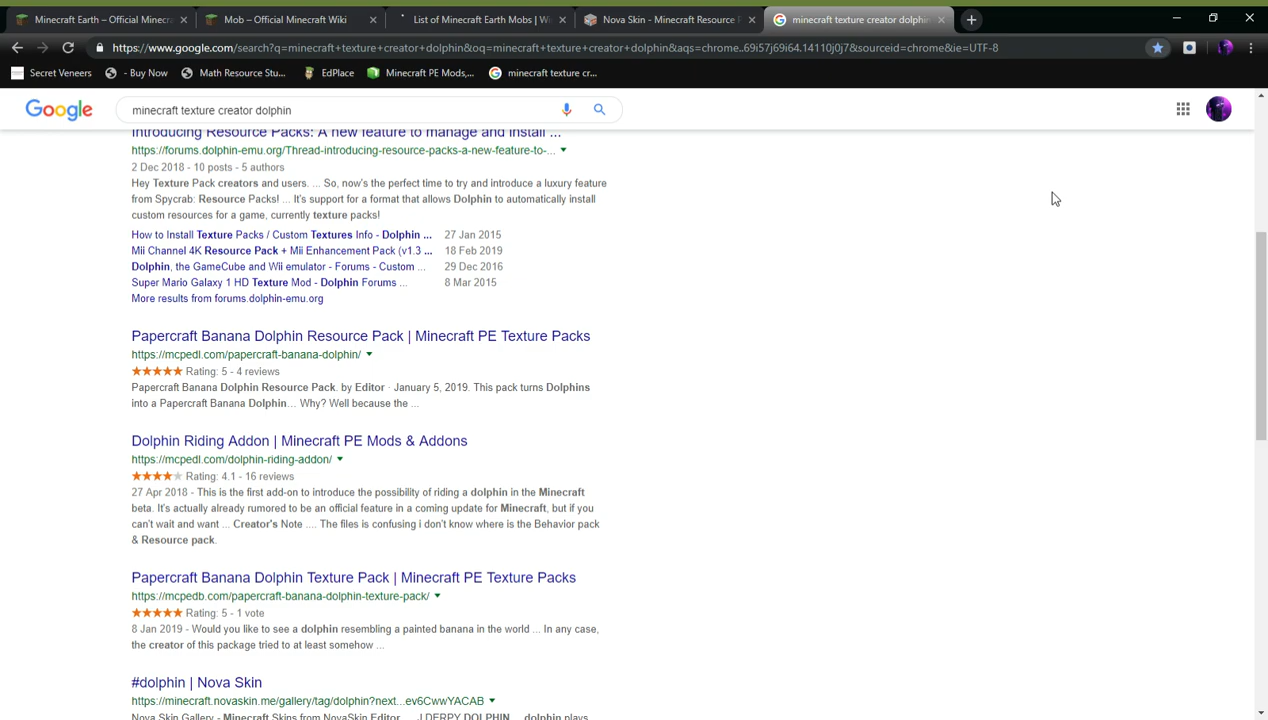 Minecraft Earth – Official Minecr
Mob – Official Minecraft Wiki
List of Minecraft Earth Mobs | Wi
Nova Skin - Minecraft Resource P
minecraft texture creator dolphin
https://www.google.com/search?q=minecraft+texture+creator+dolphin&oq=minecraft+texture+creator+dolphin&aqs=chrome..69i57j69i64.14110j0j7&sourceid=chrome&ie=UTF-8
Secret Veneers
- Buy Now
Math Resource Stu...
EdPlace
Minecraft PE Mods,...
minecraft texture cr...
Google
minecraft texture creator dolphin
Introducing Resource Packs: A new feature to manage and install ...
https://forums.dolphin-emu.org/Thread-introducing-resource-packs-a-new-feature-to-...
2 Dec 2018 - 10 posts - 5 authors
Hey Texture Pack creators and users. ... So, now's the perfect time to try and introduce a luxury feature
from Spycrab: Resource Packs! ... It's support for a format that allows Dolphin to automatically install
custom resources for a game, currently texture packs!
How to Install Texture Packs / Custom Textures Info - Dolphin ... 27 Jan 2015
Mii Channel 4K Resource Pack + Mii Enhancement Pack (v1.3 ... 18 Feb 2019
Dolphin, the GameCube and Wii emulator - Forums - Custom ... 29 Dec 2016
Super Mario Galaxy 1 HD Texture Mod - Dolphin Forums ... 8 Mar 2015
More results from forums.dolphin-emu.org
Papercraft Banana Dolphin Resource Pack | Minecraft PE Texture Packs
https://mcpedl.com/papercraft-banana-dolphin/
Rating: 5 - 4 reviews
Papercraft Banana Dolphin Resource Pack. by Editor · January 5, 2019. This pack turns Dolphins
into a Papercraft Banana Dolphin... Why? Well because the ...
Dolphin Riding Addon | Minecraft PE Mods & Addons
https://mcpedl.com/dolphin-riding-addon/
Rating: 4.1 - 16 reviews
27 Apr 2018 - This is the first add-on to introduce the possibility of riding a dolphin in the Minecraft
beta. It's actually already rumored to be an official feature in a coming update for Minecraft, but if you
can't wait and want ... Creator's Note .... The files is confusing i don't know where is the Behavior pack
& Resource pack.
Papercraft Banana Dolphin Texture Pack | Minecraft PE Texture Packs
https://mcpedb.com/papercraft-banana-dolphin-texture-pack/
Rating: 5 - 1 vote
8 Jan 2019 - Would you like to see a dolphin resembling a painted banana in the world ... In any case,
the creator of this package tried to at least somehow ...
#dolphin | Nova Skin
https://minecraft.novaskin.me/gallery/tag/dolphin?next...ev6CwwYACAB
Nova Skin Gallery - Minecraft Skins from NovaSkin Editor. ... J DERPY DOLPHIN ... dolphin plays